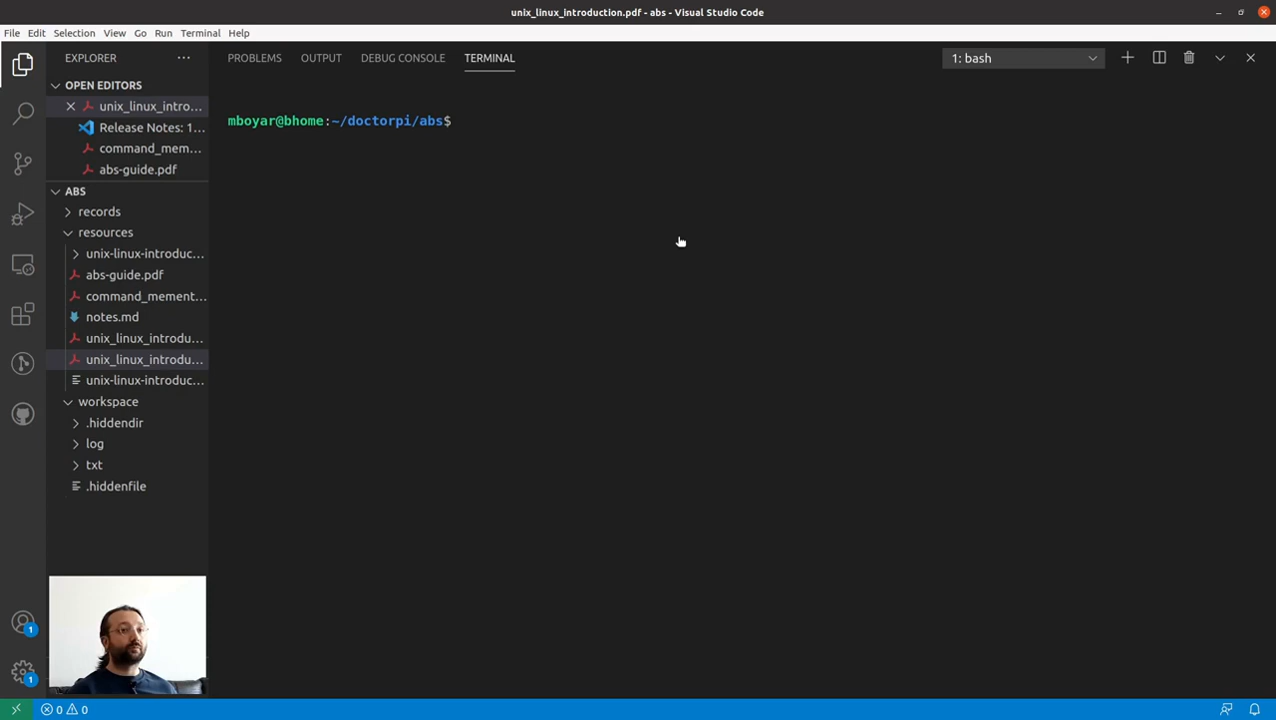 unix_linux_introduction.pdf - abs - Visual Studio Code
File Edit Selection View Go Run Terminal Help
EXPLORER
PROBLEMS OUTPUT DEBUG CONSOLE TERMINAL
1: bash
OPEN EDITORS
unix_linux_intro...
Release Notes: 1...
command_mem...
abs-guide.pdf
mboyar@bhome:~/doctorpi/abs$
ABS
records
resources
unix-linux-introduc...
abs-guide.pdf
command_mement...
notes.md
unix_linux_introdu...
unix_linux_introdu...
unix-linux-introduc...
workspace
.hiddendir
log
txt
.hiddenfile
1
1
0 0